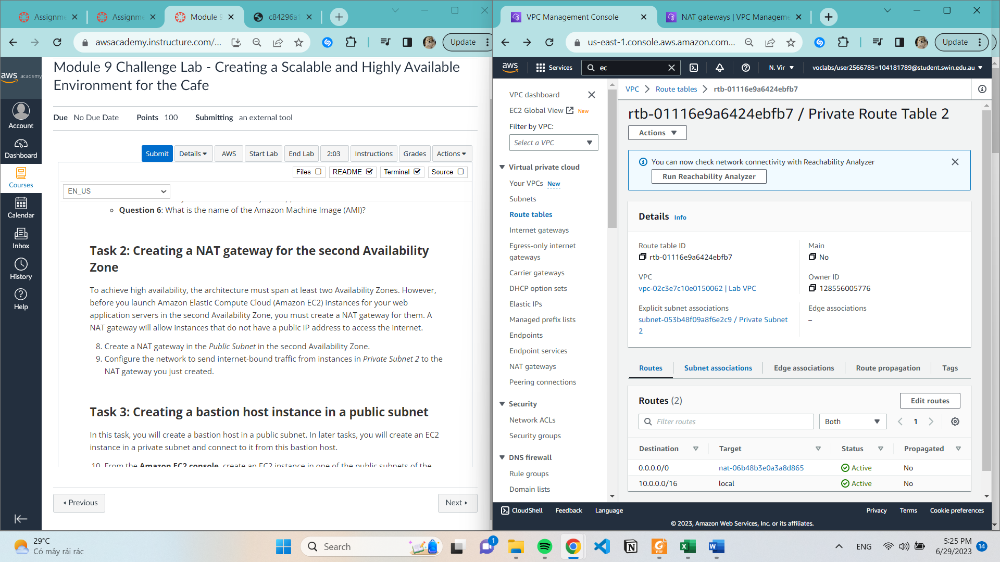 Assignme
Assignme
Module 9
c84296a1
awsacademy.instructure.com/...
Update
aws academy
Account
Dashboard
Courses
Calendar
Inbox
History
Help
Module 9 Challenge Lab - Creating a Scalable and Highly Available
Environment for the Cafe
Due No Due Date Points 100 Submitting an external tool
Submit Details AWS Start Lab End Lab 2:03 Instructions Grades Actions
Files README Terminal Source
EN_US
Question 6: What is the name of the Amazon Machine Image (AMI)?
Task 2: Creating a NAT gateway for the second Availability
Zone
To achieve high availability, the architecture must span at least two Availability Zones. However,
before you launch Amazon Elastic Compute Cloud (Amazon EC2) instances for your web
application servers in the second Availability Zone, you must create a NAT gateway for them. A
NAT gateway will allow instances that do not have a public IP address to access the internet.
8. Create a NAT gateway in the Public Subnet in the second Availability Zone.
9. Configure the network to send internet-bound traffic from instances in Private Subnet 2 to the
NAT gateway you just created.
Task 3: Creating a bastion host instance in a public subnet
In this task, you will create a bastion host in a public subnet. In later tasks, you will create an EC2
instance in a private subnet and connect to it from this bastion host.
10. From the Amazon EC2 console, create an EC2 instance in one of the public subnets of the
Previous
Next
VPC Management Console
NAT gateways | VPC Manageme
us-east-1.console.aws.amazon.com...
Update
aws Services ec N. Vir voclabs/user2566785=104181789@student.swin.edu.au
VPC dashboard
EC2 Global View New
Filter by VPC:
Select a VPC
Virtual private cloud
Your VPCs New
Subnets
Route tables
Internet gateways
Egress-only internet
gateways
Carrier gateways
DHCP option sets
Elastic IPs
Managed prefix lists
Endpoints
Endpoint services
NAT gateways
Peering connections
Security
Network ACLs
Security groups
DNS firewall
Rule groups
Domain lists
VPC Route tables rtb-01116e9a6424ebfb7
rtb-01116e9a6424ebfb7 / Private Route Table 2
Actions
You can now check network connectivity with Reachability Analyzer
Run Reachability Analyzer
Details Info
Route table ID
rtb-01116e9a6424ebfb7
Main
No
VPC
vpc-02c3e7c10e0150062 | Lab VPC
Owner ID
128556005776
Explicit subnet associations
subnet-053b48f09a8f6e2c9 / Private Subnet
2
Edge associations
–
Routes Subnet associations Edge associations Route propagation Tags
Routes (2)
Edit routes
Filter routes
Both
1
Destination Target Status Propagated
0.0.0.0/0 nat-06b48b3e0a3a8d865 Active No
10.0.0.0/16 local Active No
CloudShell Feedback Language
Privacy Terms Cookie preferences
© 2023, Amazon Web Services, Inc. or its affiliates.
29°C
Có mây rải rác
Search
1
PDF
ENG
5:25 PM
6/29/2023
14